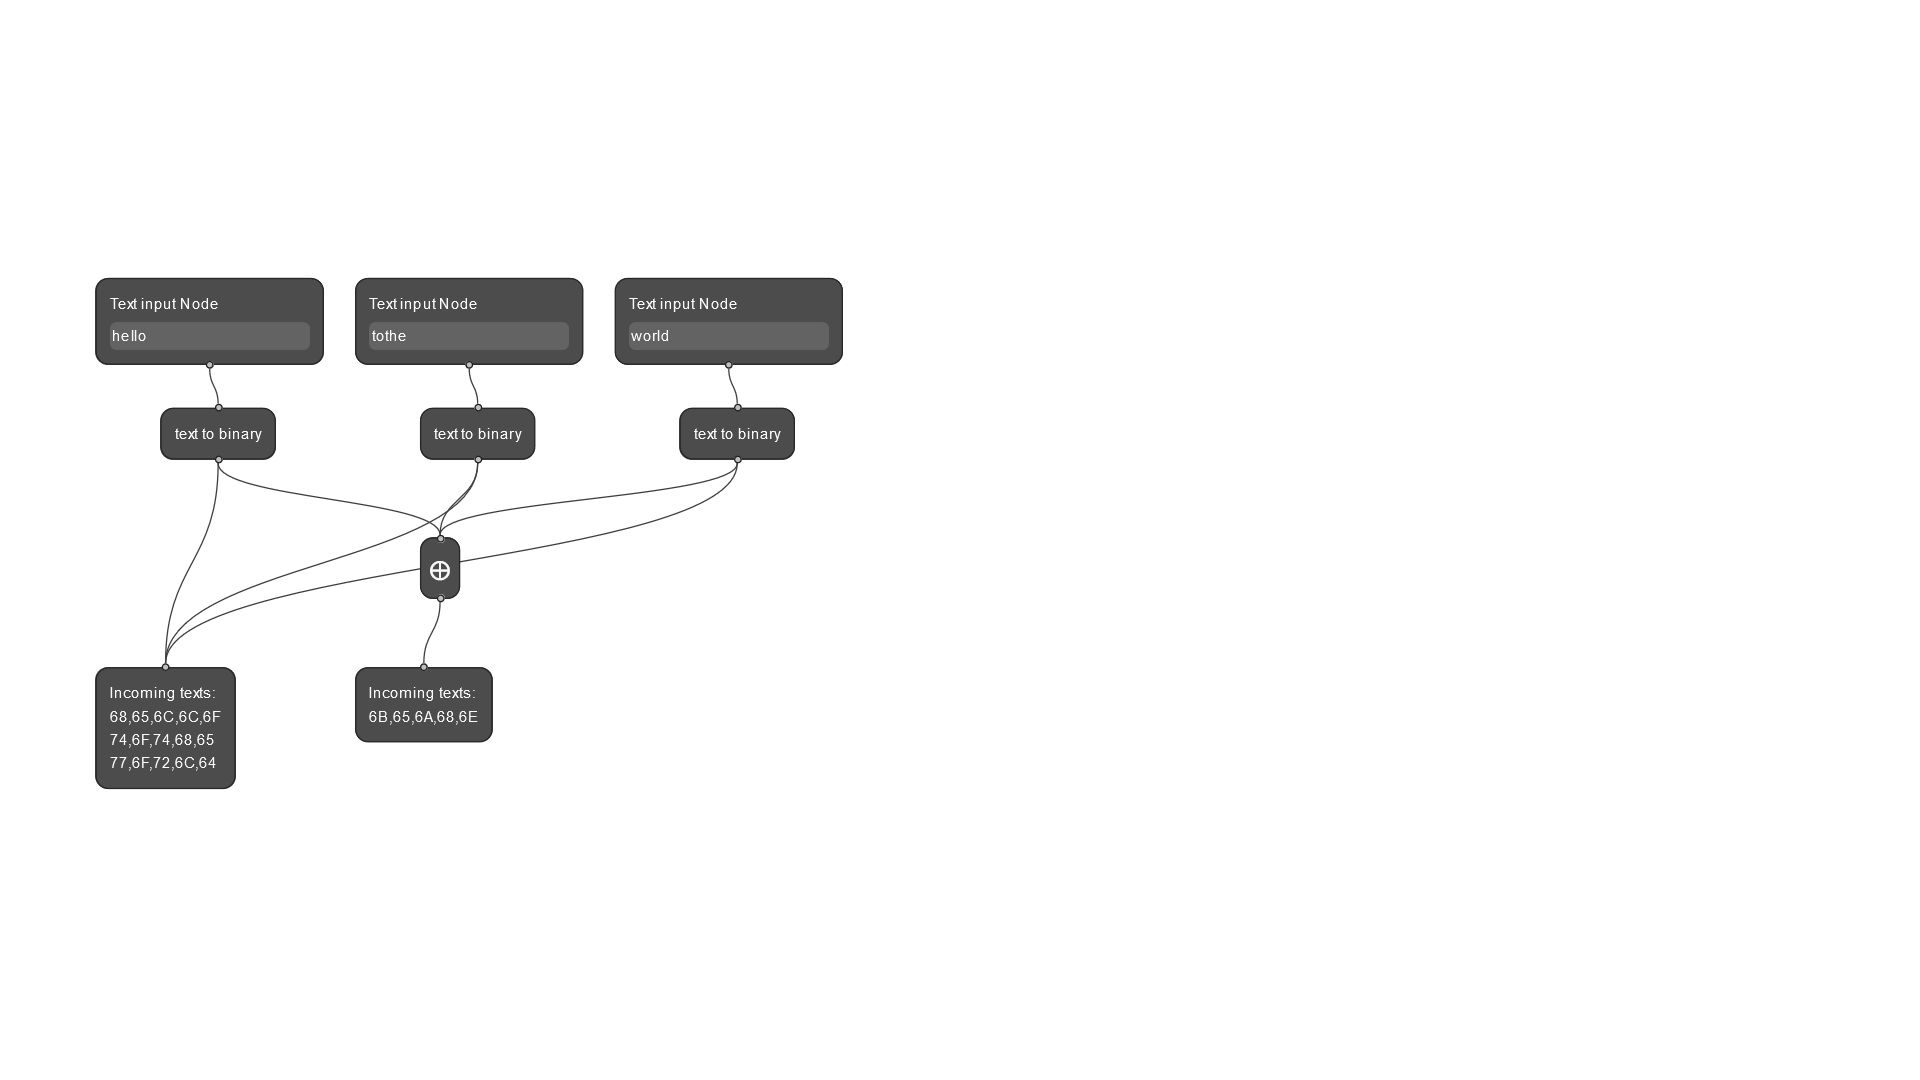 Text input Node
hello
Text input Node
tothe
Text input Node
world
text to binary
text to binary
text to binary
⊕
Incoming texts:
68,65,6C,6C,6F
74,6F,74,68,65
77,6F,72,6C,64
Incoming texts:
6B,65,6A,68,6E